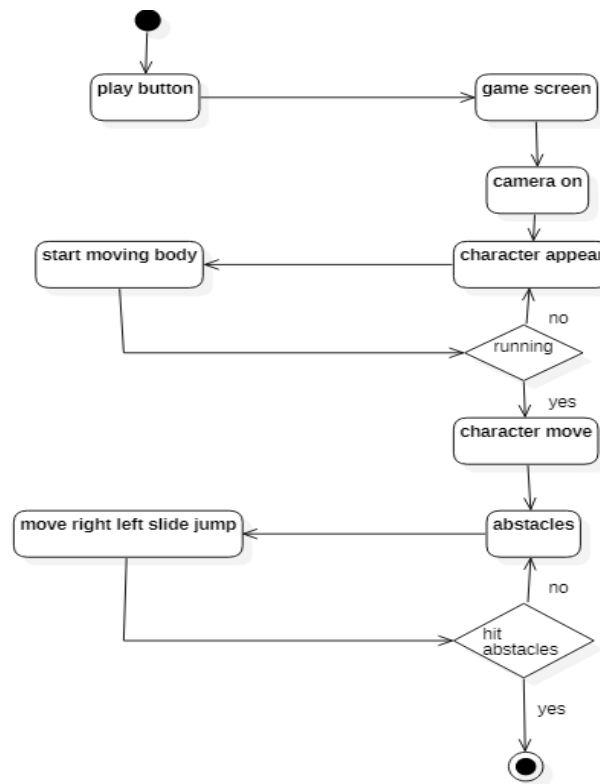 play button
game screen
camera on
start moving body
character appear
no
running
yes
character move
move right left slide jump
abstacles
no
hit
abstacles
yes